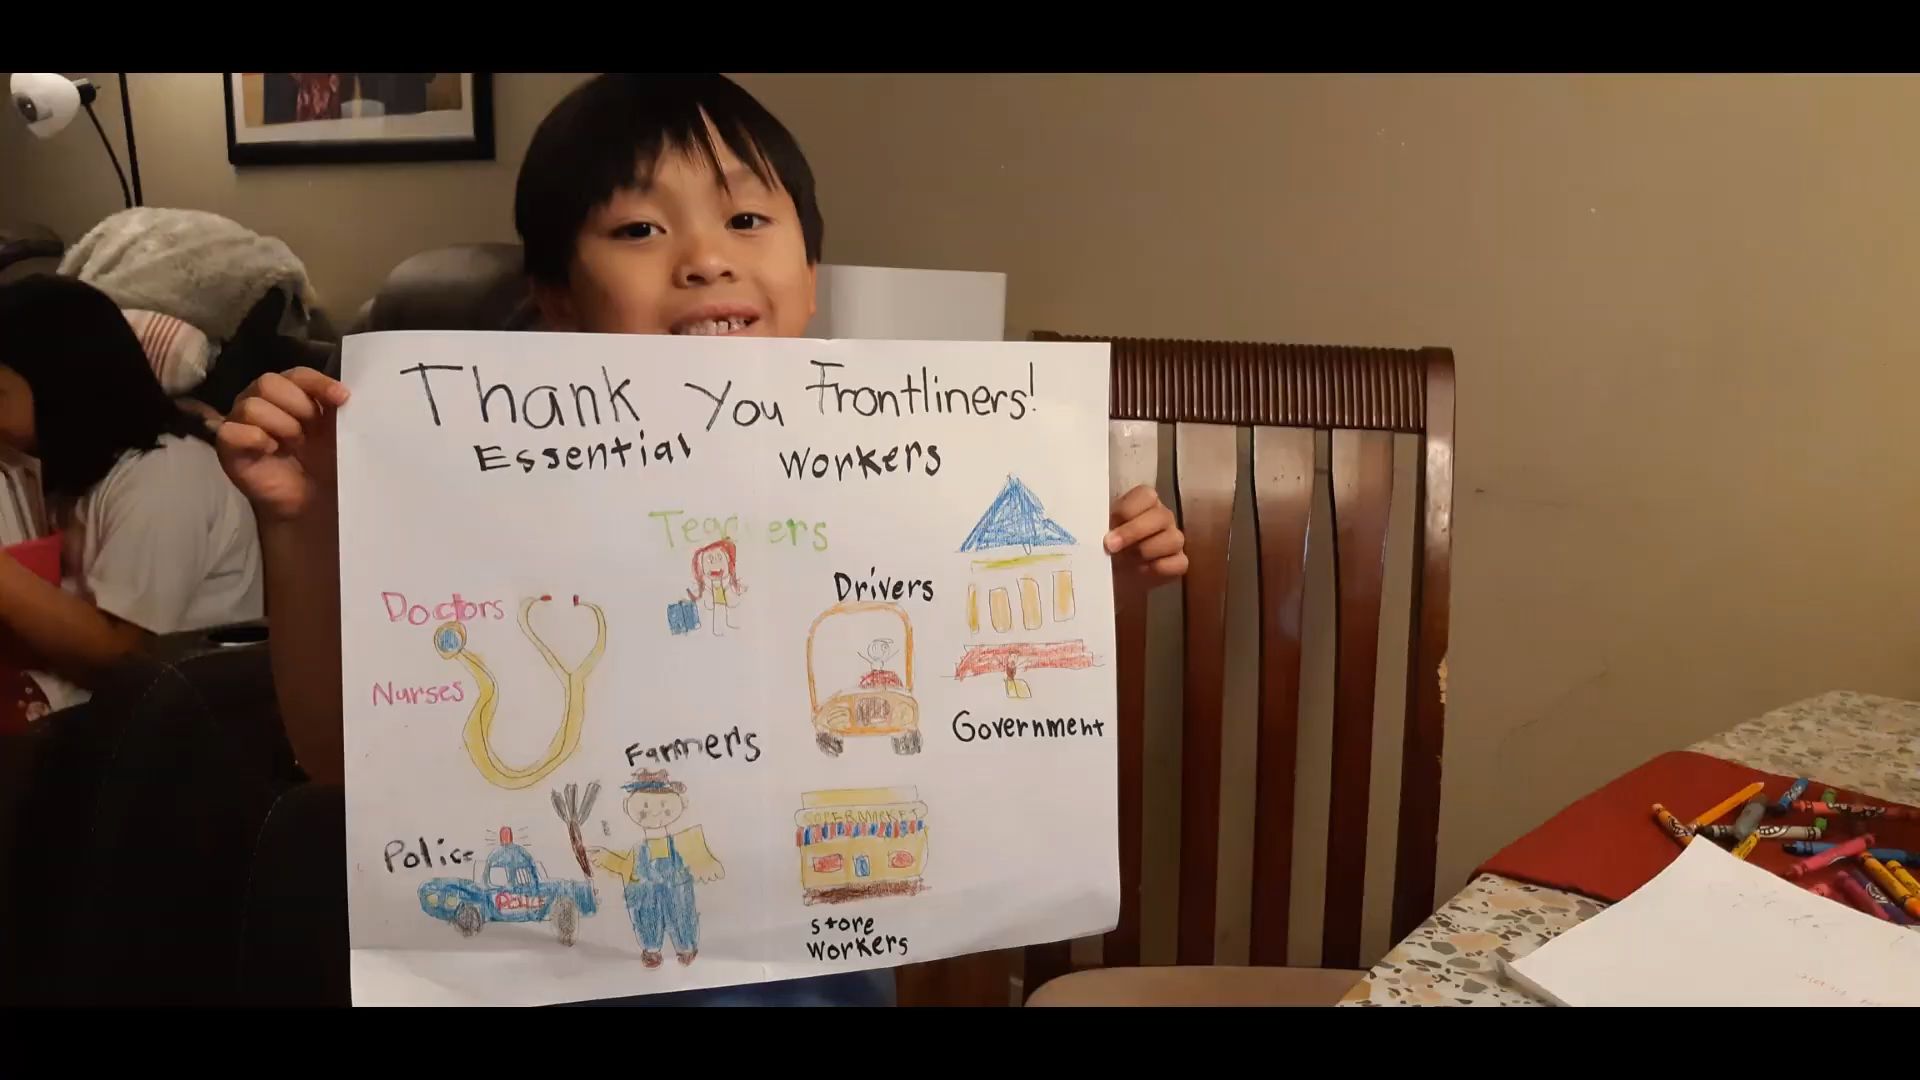 Thank You Frontliners!
Essential Workers
Teachers
Drivers
Doctors
Nurses
Government
Farmers
SUPERMARKET
Police
POLICE
store
workers